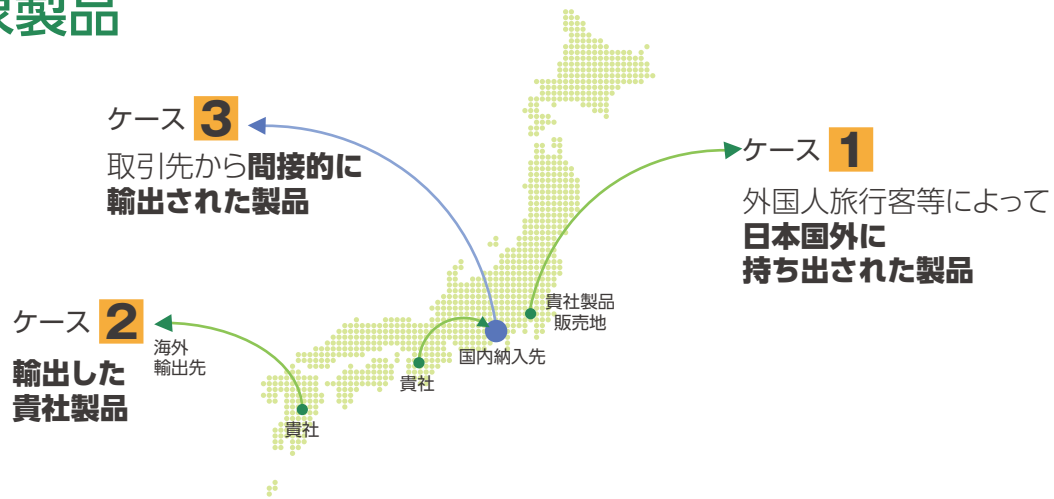 象製品
ケース 3
取引先から間接的に
輸出された製品
ケース 1
外国人旅行客等によって
日本国外に
持ち出された製品
貴社製品
販売地
国内納入先
貴社
ケース 2
海外
輸出先
輸出した
貴社製品
貴社